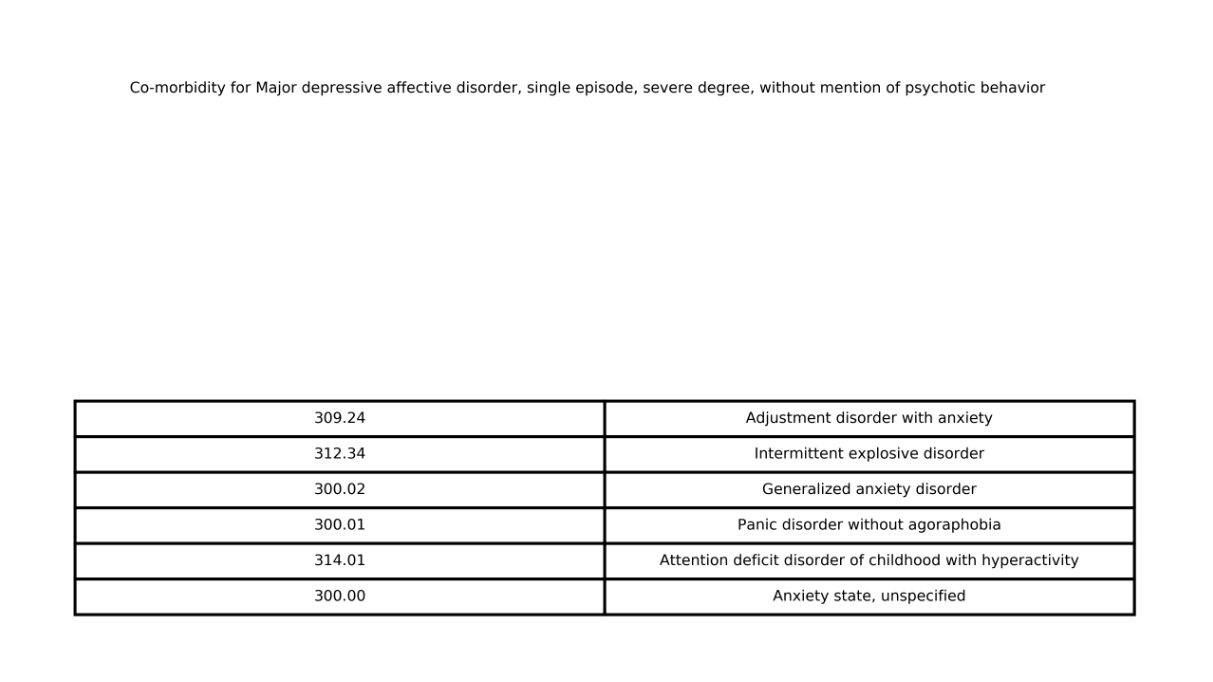 Co-morbidity for Major depressive affective disorder, single episode, severe degree, without mention of psychotic behavior
309.24 Adjustment disorder with anxiety
312.34 Intermittent explosive disorder
300.02 Generalized anxiety disorder
300.01 Panic disorder without agoraphobia
314.01 Attention deficit disorder of childhood with hyperactivity
300.00 Anxiety state, unspecified